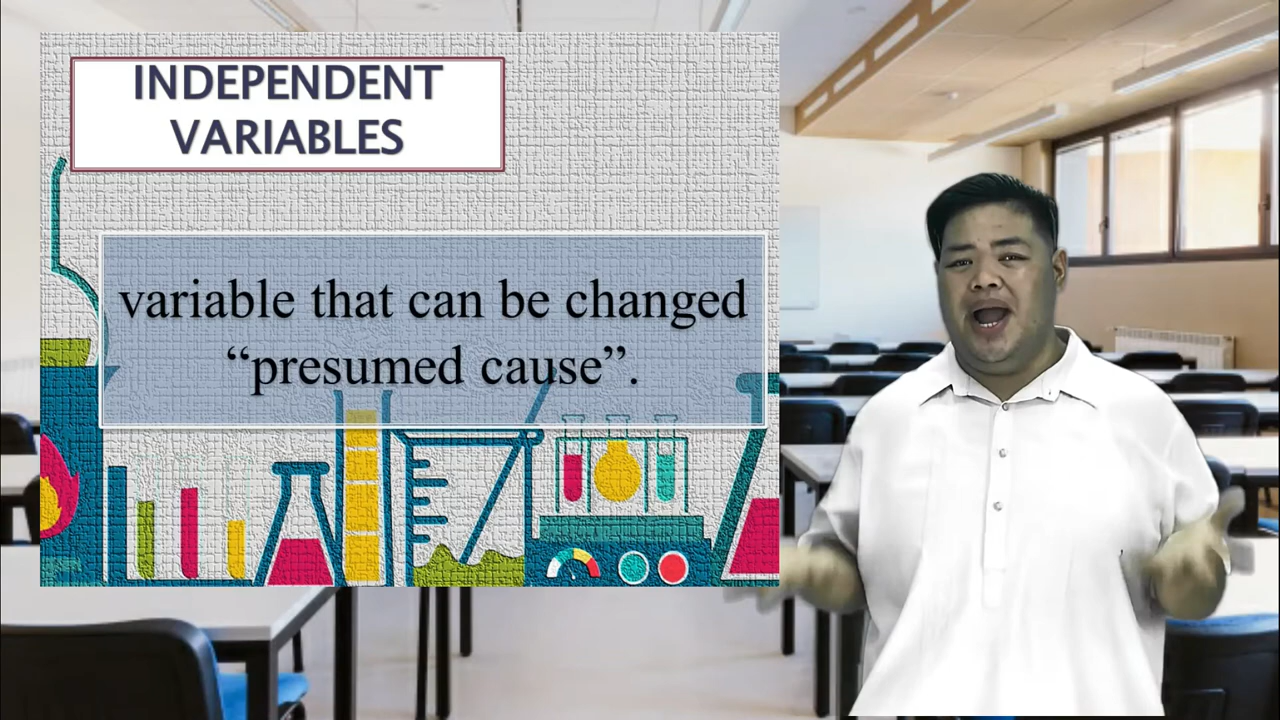 INDEPENDENT
VARIABLES
variable that can be changed
“presumed cause”.